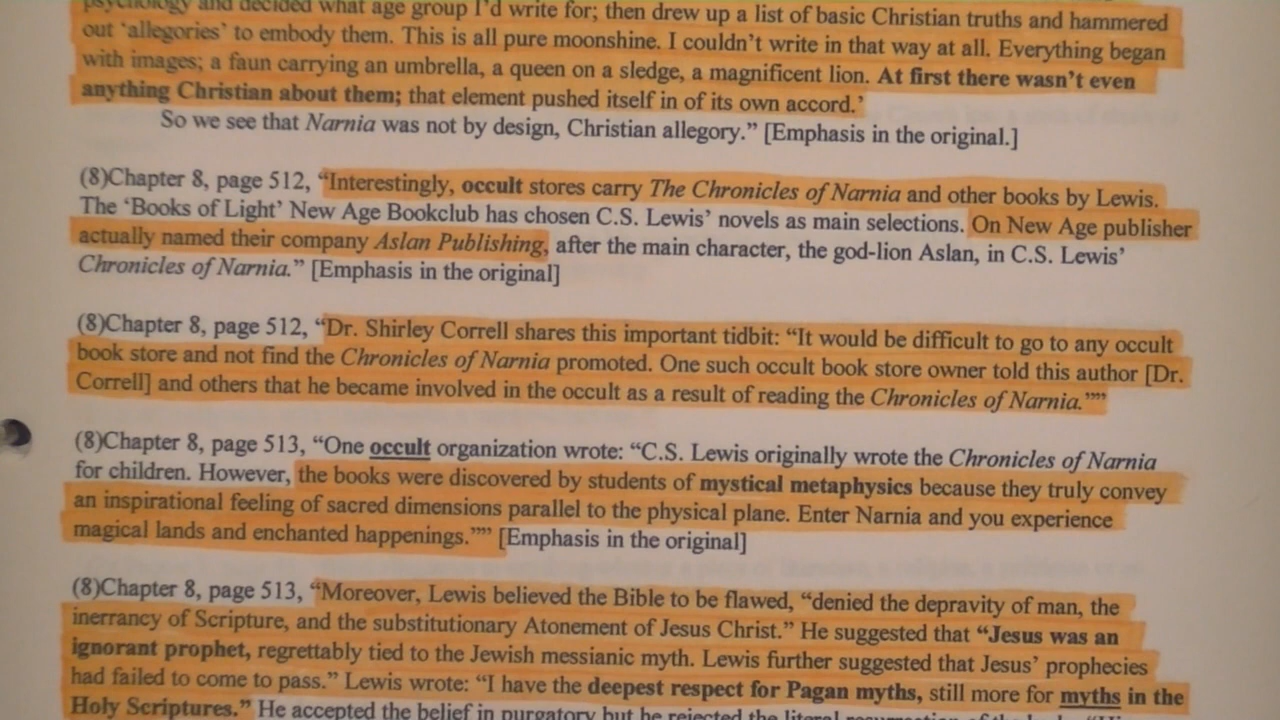 psychology and decided what age group I'd write for; then drew up a list of basic Christian truths and hammered
out 'allegories' to embody them. This is all pure moonshine. I couldn't write in that way at all. Everything began
with images; a faun carrying an umbrella, a queen on a sledge, a magnificent lion. At first there wasn't even
anything Christian about them; that element pushed itself in of its own accord.'
So we see that Narnia was not by design, Christian allegory." [Emphasis in the original.]
(8)Chapter 8, page 512, "Interestingly, occult stores carry The Chronicles of Narnia and other books by Lewis.
The 'Books of Light' New Age Bookclub has chosen C.S. Lewis' novels as main selections. On New Age publisher
actually named their company Aslan Publishing, after the main character, the god-lion Aslan, in C.S. Lewis'
Chronicles of Narnia." [Emphasis in the original]
(8)Chapter 8, page 512, "Dr. Shirley Correll shares this important tidbit: "It would be difficult to go to any occult
book store and not find the Chronicles of Narnia promoted. One such occult book store owner told this author [Dr.
Correll] and others that he became involved in the occult as a result of reading the Chronicles of Narnia.""
(8)Chapter 8, page 513, "One occult organization wrote: "C.S. Lewis originally wrote the Chronicles of Narnia
for children. However, the books were discovered by students of mystical metaphysics because they truly convey
an inspirational feeling of sacred dimensions parallel to the physical plane. Enter Narnia and you experience
magical lands and enchanted happenings."" [Emphasis in the original]
(8)Chapter 8, page 513, "Moreover, Lewis believed the Bible to be flawed, "denied the depravity of man, the
inerrancy of Scripture, and the substitutionary Atonement of Jesus Christ." He suggested that "Jesus was an
ignorant prophet, regrettably tied to the Jewish messianic myth. Lewis further suggested that Jesus' prophecies
had failed to come to pass." Lewis wrote: "I have the deepest respect for Pagan myths, still more for myths in the
Holy Scriptures." He accepted the belief in purgatory but he rejected the literal